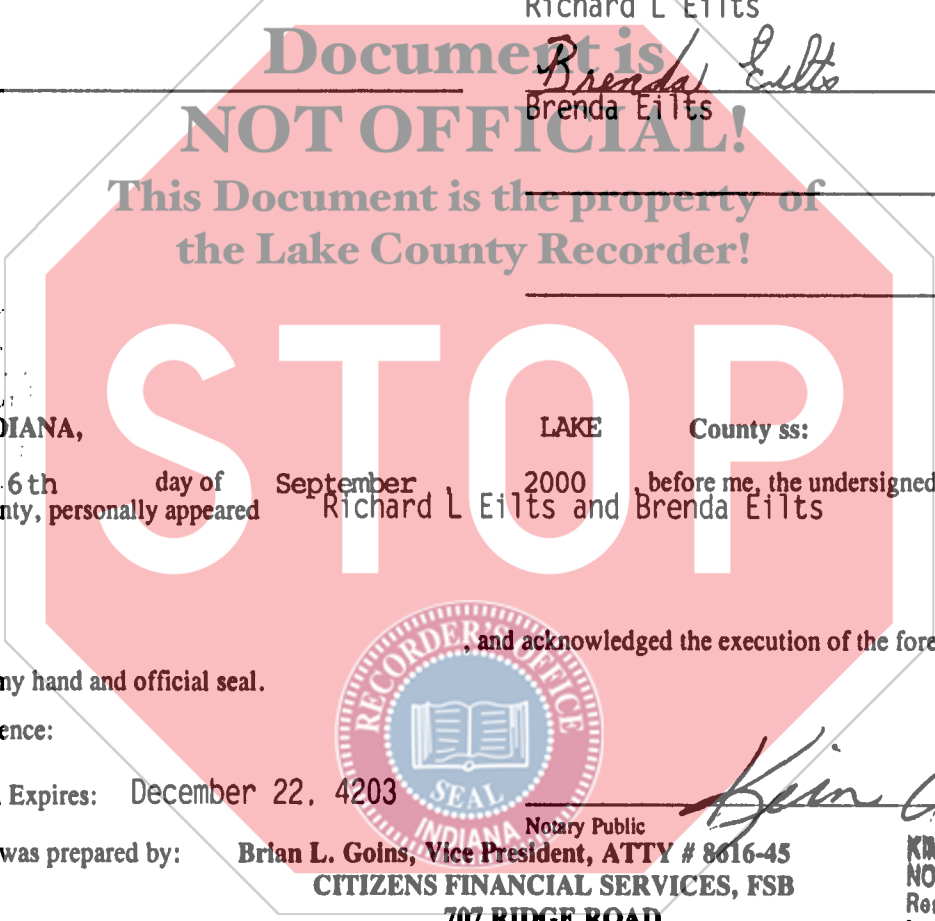 Richard L Eilts
Document is
Brenda Eilts
Brenda Eilts
NOT OFFICIAL!
This Document is the property of
the Lake County Recorder!
STOP
DIANA, LAKE County ss:
6th day of September , 2000 , before me, the undersigned
nty, personally appeared Richard L Eilts and Brenda Eilts
, and acknowledged the execution of the fore
ny hand and official seal.
RECORDER'S OFFICE
SEAL
INDIANA
ence:
Expires: December 22, 4203
Kim
Notary Public
was prepared by: Brian L. Goins, Vice President, ATTY # 8616-45
CITIZENS FINANCIAL SERVICES, FSB
707 RIDGE ROAD
NO
Res